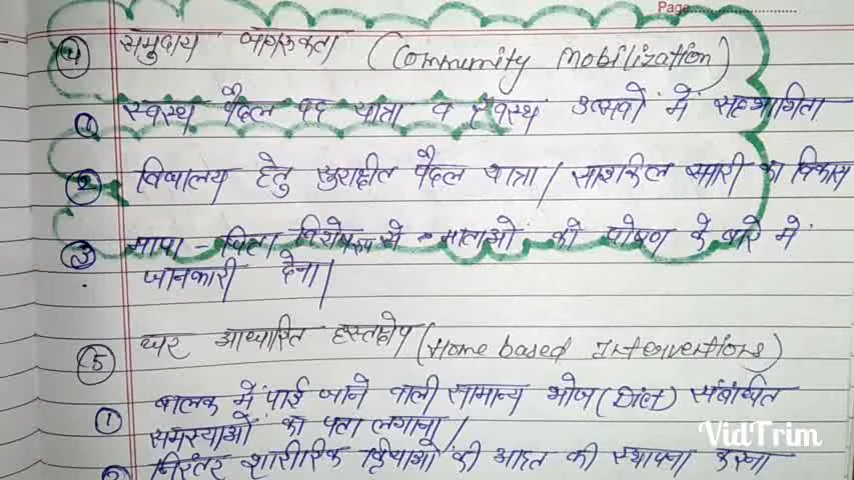 Page
④ समुदाय जागरुकता (Community Mobilization)
① स्वस्थ पैदल पद यात्रा व स्वस्थ उत्सवों में सहभागिता
② विद्यालय हेतु सुरक्षीत पैदल यात्रा / साईकिल सवारी का विकास
③ मापा - पिता विशेषरूप से माताओं को पोषण के बारे में
जानकारी देना।
⑤ घर आधारित हस्तक्षेप (Home based Interventions)
① बालक में पाई जाने वाली सामान्य भोज (Diet) संबंधित
समस्याओं का पता लगाना।
निरंतर शारीरिक क्रियाओं की आदत की स्थापना करना
VidTrim